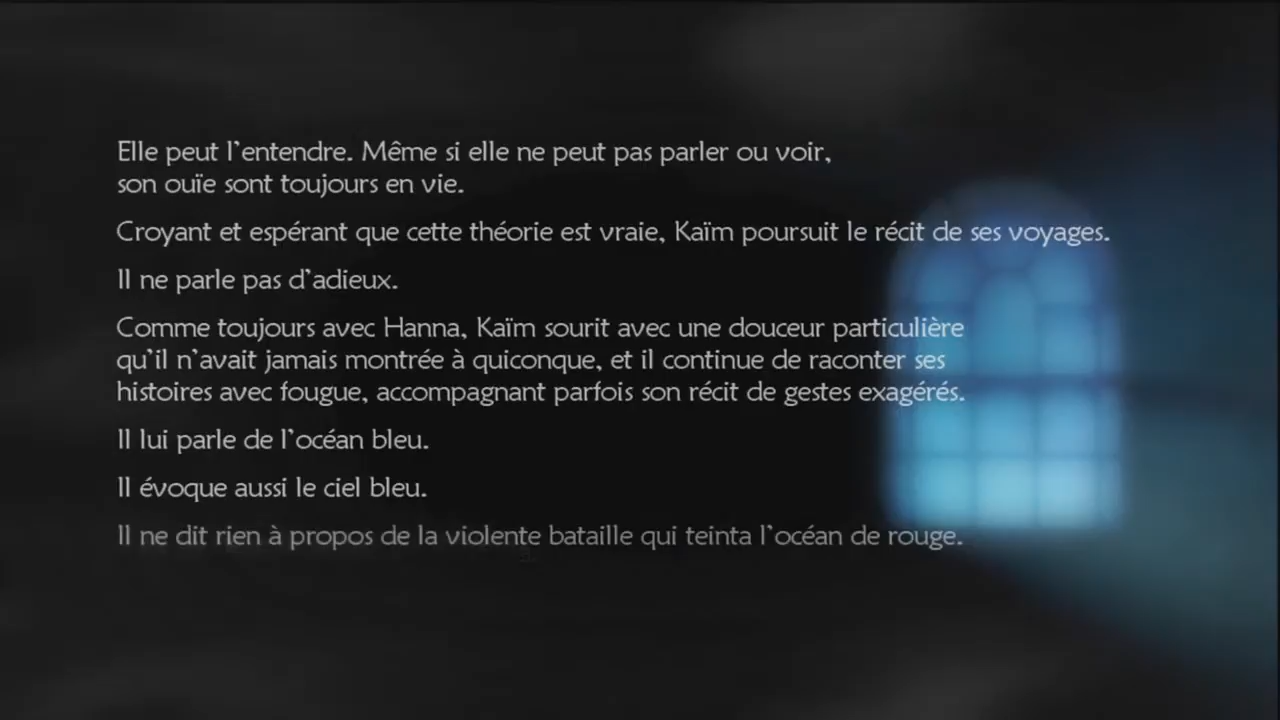 Elle peut l'entendre. Même si elle ne peut pas parler ou voir,
son ouïe sont toujours en vie.
Croyant et espérant que cette théorie est vraie, Kaïm poursuit le récit de ses voyages.
Il ne parle pas d'adieux.
Comme toujours avec Hanna, Kaïm sourit avec une douceur particulière
qu'il n'avait jamais montrée à quiconque, et il continue de raconter ses
histoires avec fougue, accompagnant parfois son récit de gestes exagérés.
Il lui parle de l'océan bleu.
Il évoque aussi le ciel bleu.
Il ne dit rien à propos de la violente bataille qui teinta l'océan de rouge.